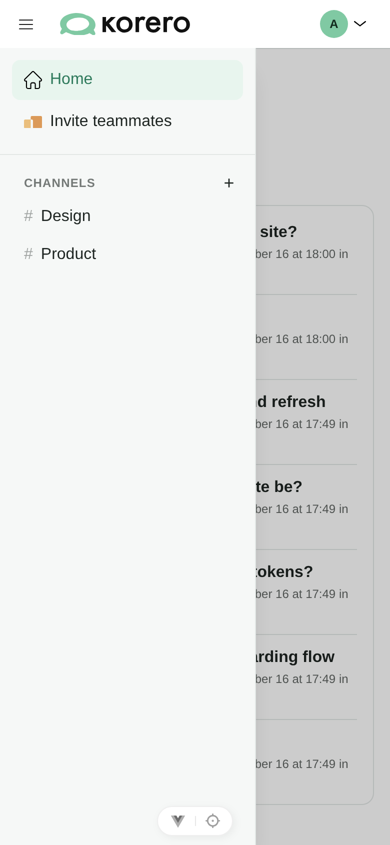 korero
A
Home
Invite teammates
CHANNELS
+
# Design
# Product
site?
ber 16 at 18:00 in
ber 16 at 18:00 in
d refresh
ber 16 at 17:49 in
te be?
ber 16 at 17:49 in
tokens?
ber 16 at 17:49 in
arding flow
ber 16 at 17:49 in
ber 16 at 17:49 in